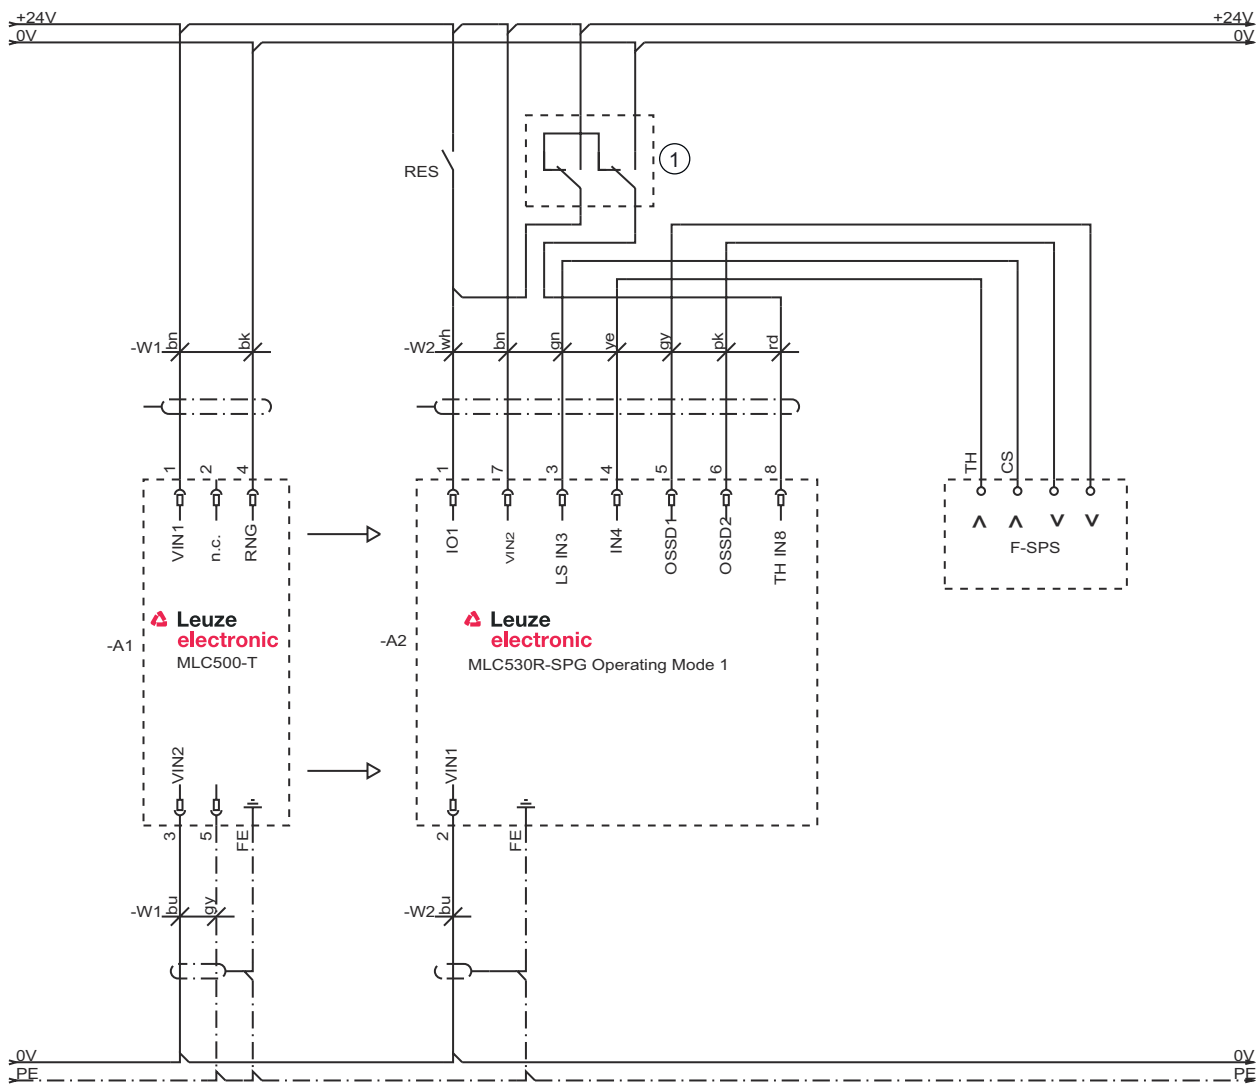 +24V
+24V
0V
0V
1
RES
-W1
bn
bk
-W2
wh
bn
gn
ye
gy
pk
rd
1
2
4
1
7
3
4
5
6
8
TH
CS
VIN1
n.c.
RNG
IO1
VIN2
LS IN3
IN4
OSSD1
OSSD2
TH IN8
F-SPS
-A1
Leuze
electronic
MLC500-T
-A2
Leuze
electronic
MLC530R-SPG Operating Mode 1
VIN2
VIN1
3
5
FE
2
FE
-W1
bu
gy
-W2
bu
0V
0V
PE
PE